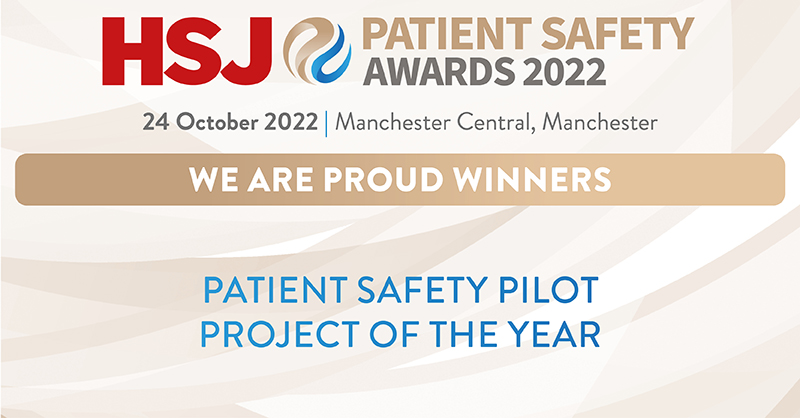 HSJ PATIENT SAFETY
AWARDS 2022
24 October 2022 | Manchester Central, Manchester
WE ARE PROUD WINNERS
PATIENT SAFETY PILOT
PROJECT OF THE YEAR